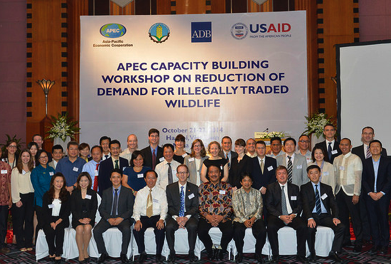 APEC
Asia-Pacific
Economic Cooperation
ADB
USAID
FROM THE AMERICAN PEOPLE
APEC CAPACITY BUILDING
WORKSHOP ON REDUCTION OF
DEMAND FOR ILLEGALLY TRADED
WILDLIFE
October